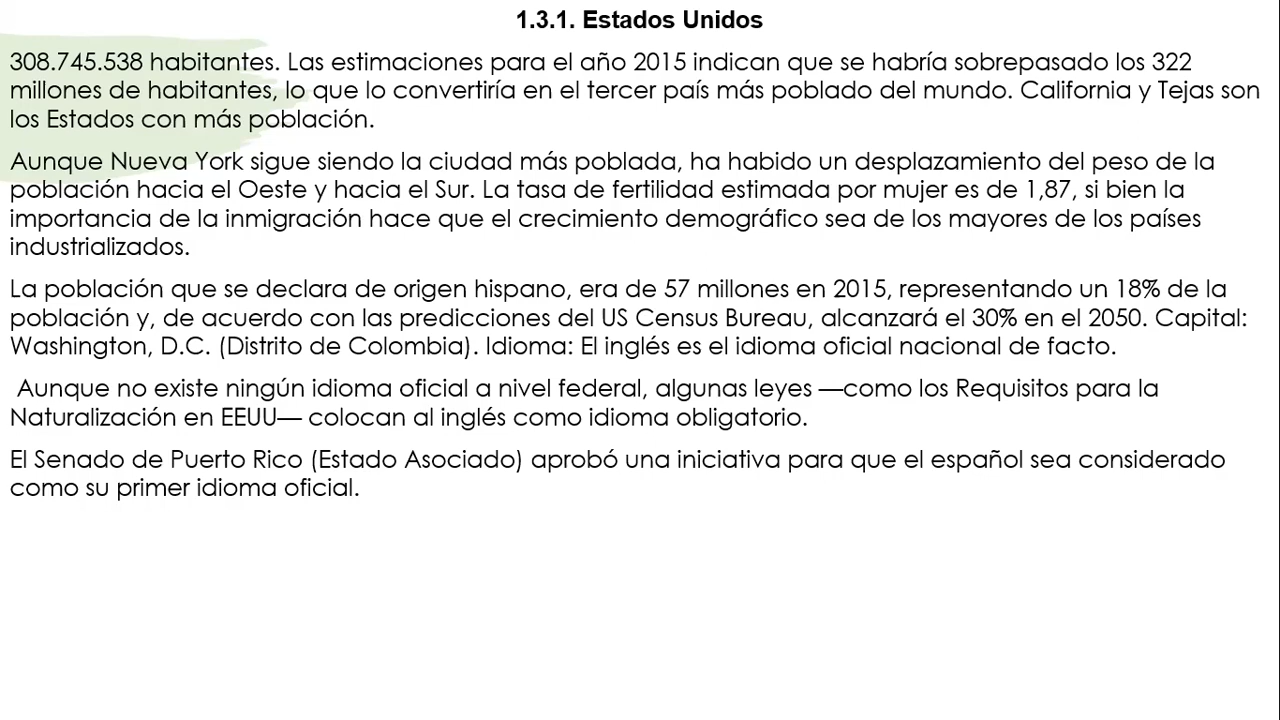 1.3.1. Estados Unidos
308.745.538 habitantes. Las estimaciones para el año 2015 indican que se habría sobrepasado los 322
millones de habitantes, lo que lo convertiría en el tercer país más poblado del mundo. California y Tejas son
los Estados con más población.
Aunque Nueva York sigue siendo la ciudad más poblada, ha habido un desplazamiento del peso de la
población hacia el Oeste y hacia el Sur. La tasa de fertilidad estimada por mujer es de 1,87, si bien la
importancia de la inmigración hace que el crecimiento demográfico sea de los mayores de los países
industrializados.
La población que se declara de origen hispano, era de 57 millones en 2015, representando un 18% de la
población y, de acuerdo con las predicciones del US Census Bureau, alcanzará el 30% en el 2050. Capital:
Washington, D.C. (Distrito de Colombia). Idioma: El inglés es el idioma oficial nacional de facto.
Aunque no existe ningún idioma oficial a nivel federal, algunas leyes —como los Requisitos para la
Naturalización en EEUU— colocan al inglés como idioma obligatorio.
El Senado de Puerto Rico (Estado Asociado) aprobó una iniciativa para que el español sea considerado
como su primer idioma oficial.